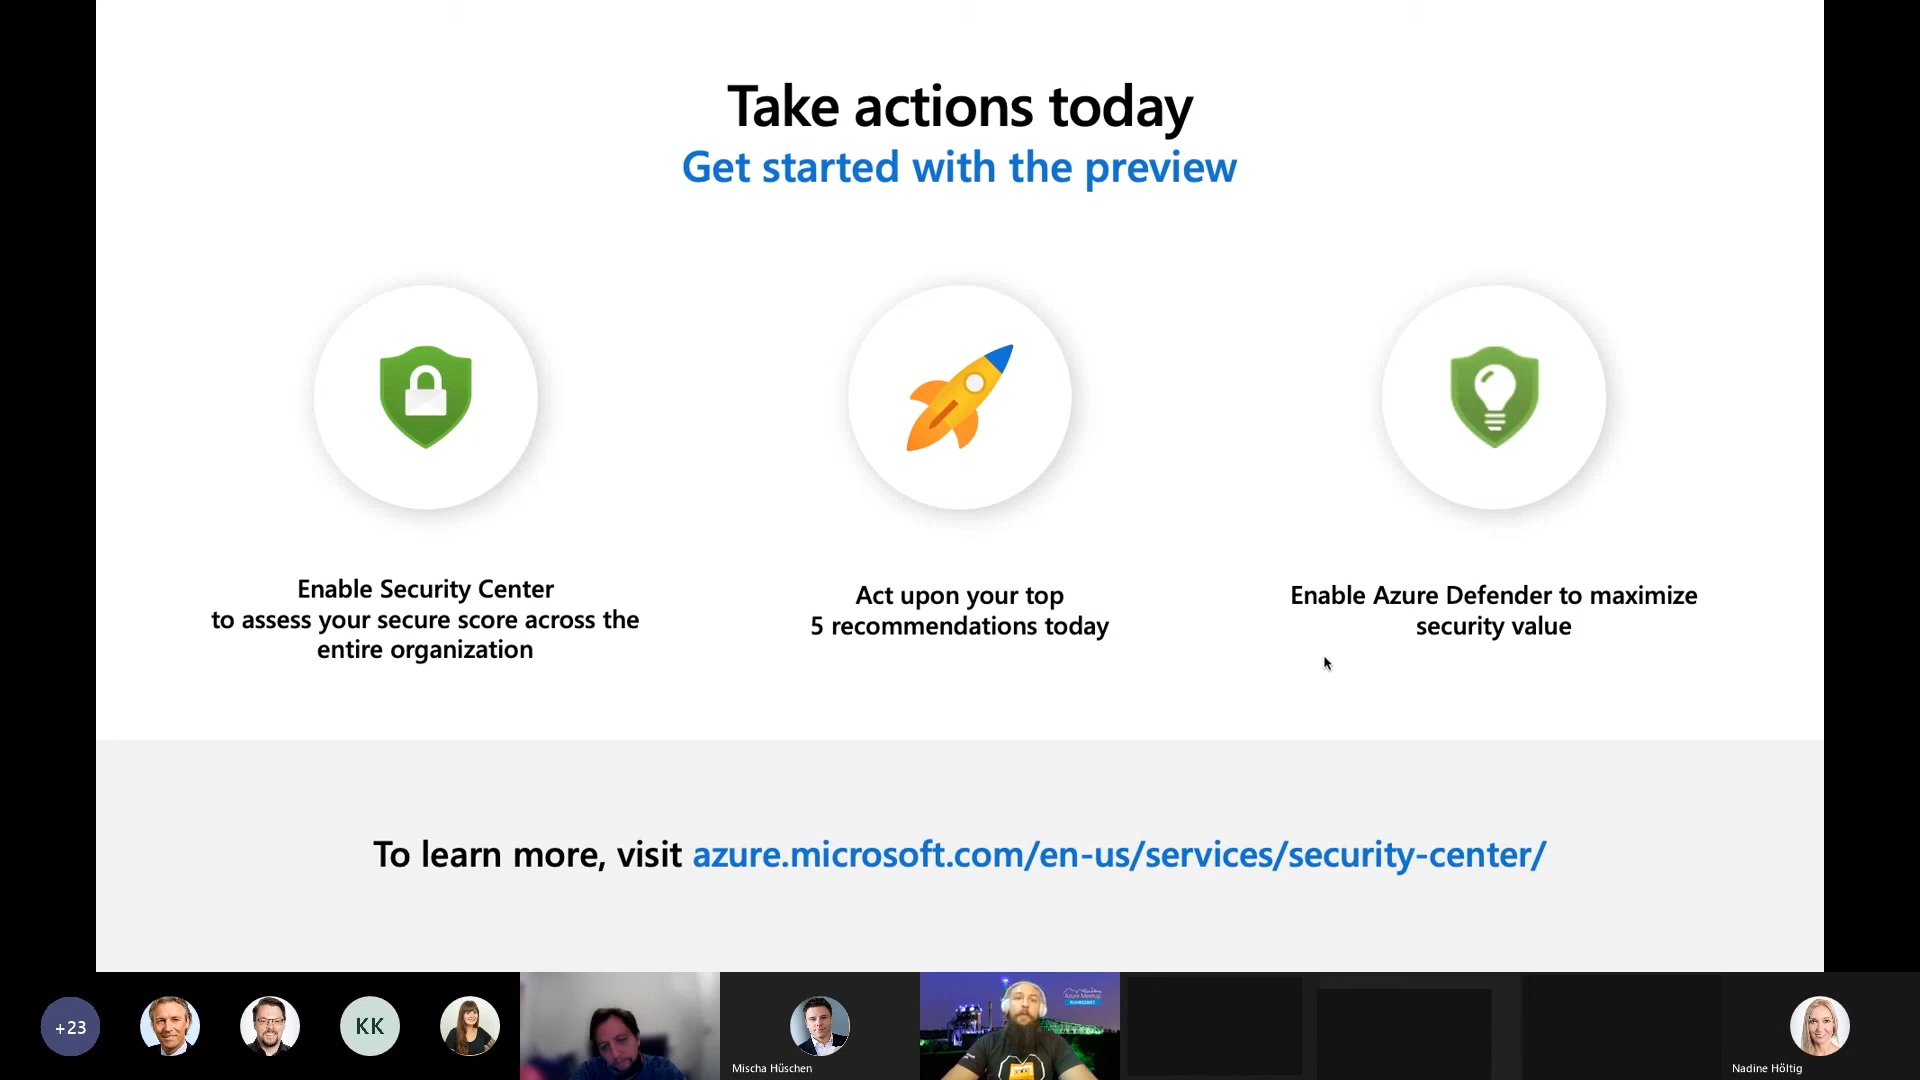 Take actions today
Get started with the preview
Enable Security Center
to assess your secure score across the
entire organization
Act upon your top
5 recommendations today
Enable Azure Defender to maximize
security value
To learn more, visit azure.microsoft.com/en-us/services/security-center/
+23
KK
Mischa Hüschen
Azure Meetup
Nadine Höltig